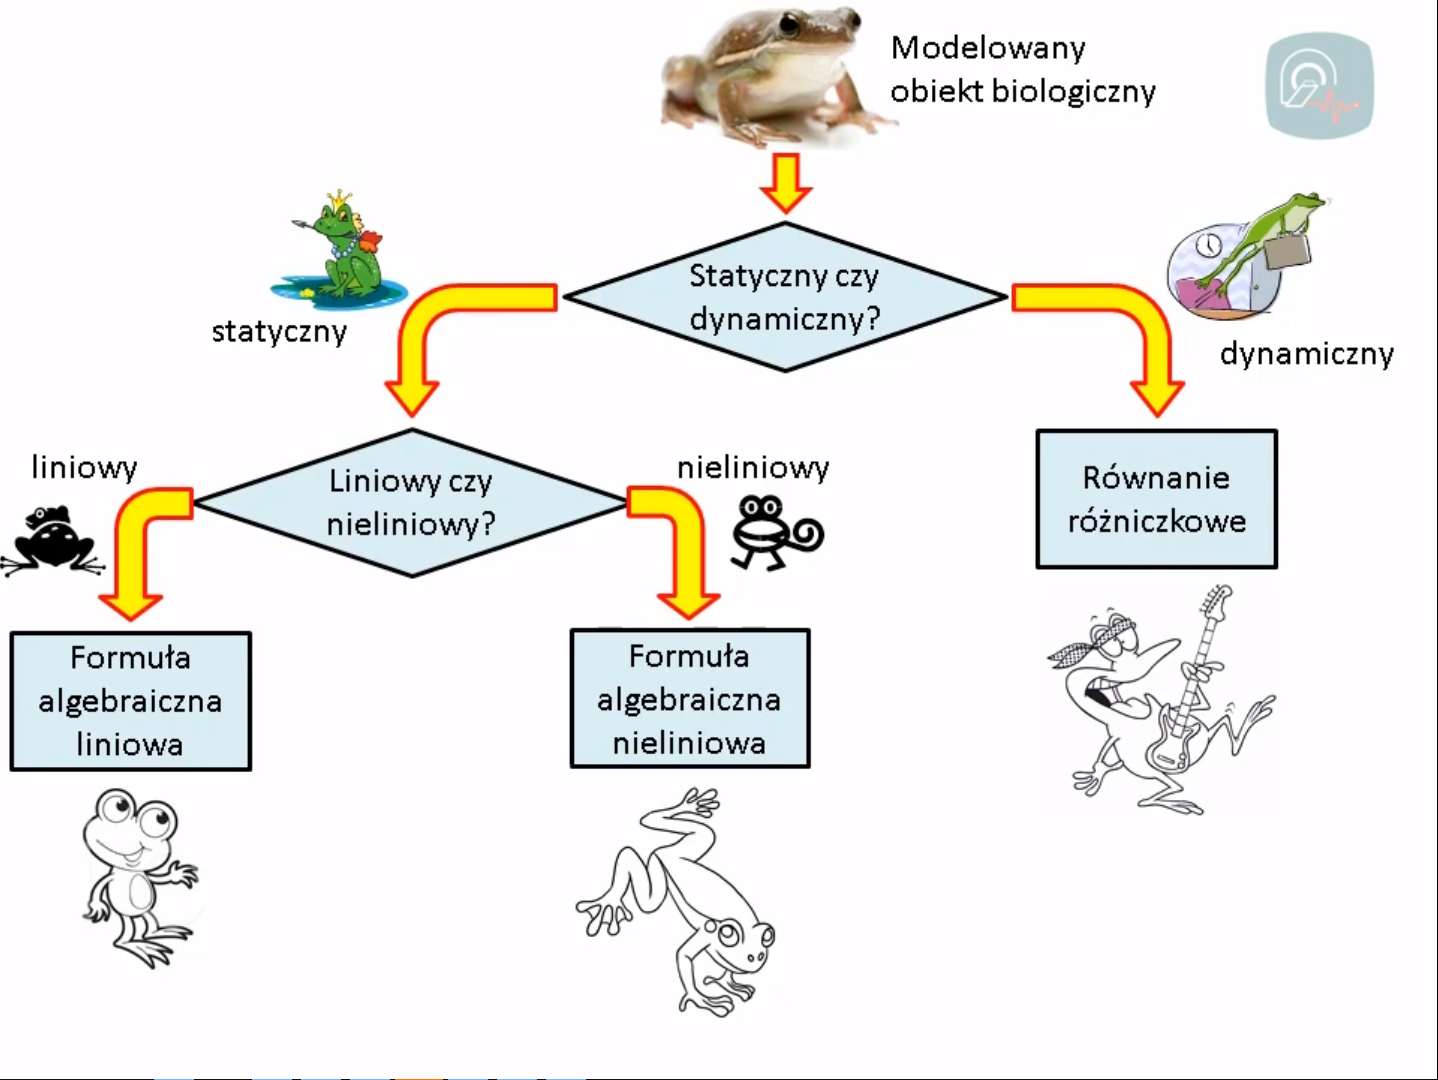 Modelowany
obiekt biologiczny
Statyczny czy
dynamiczny?
statyczny
dynamiczny
liniowy
Liniowy czy
nieliniowy?
nieliniowy
Równanie
różniczkowe
Formuła
algebraiczna
liniowa
Formuła
algebraiczna
nieliniowa